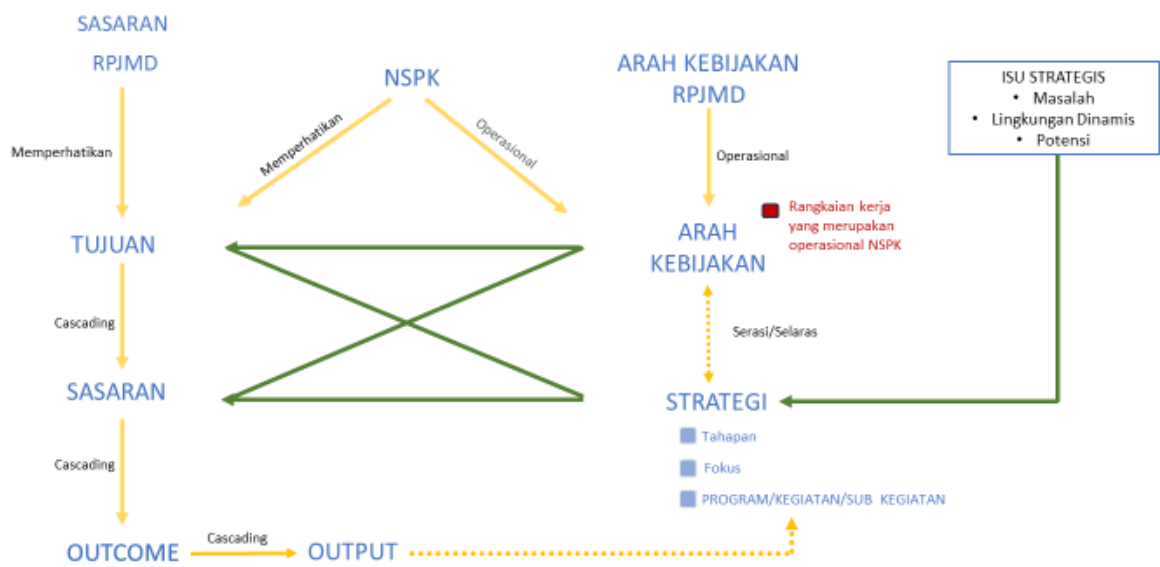 SASARAN
RPJMD
NSPK
ARAH KEBIJAKAN
RPJMD
ISU STRATEGIS
• Masalah
• Lingkungan Dinamis
• Potensi
Memperhatikan
Memperhatikan
Operasional
Operasional
TUJUAN
ARAH
KEBIJAKAN
Rangkaian kerja
yang merupakan
operasional NSPK
Cascading
Serasi/Selaras
SASARAN
STRATEGI
Tahapan
Fokus
PROGRAM/KEGIATAN/SUB KEGIATAN
Cascading
OUTCOME
Cascading
OUTPUT